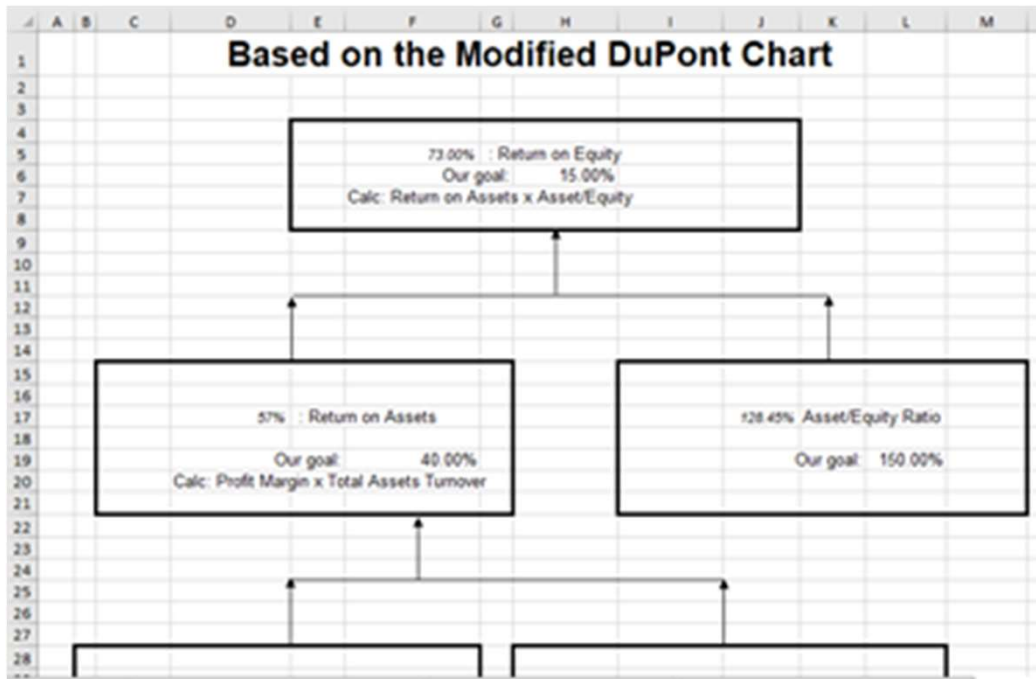 A B C D E F G H I J K L M
1 Based on the Modified DuPont Chart
2
3
4
5 73.00% : Return on Equity
6 Our goal: 15.00%
7 Calc: Return on Assets x Asset/Equity
8
9
10
11
12
13
14
15
16
17 57% : Return on Assets 128.45% Asset/Equity Ratio
18
19 Our goal: 40.00% Our goal: 150.00%
20 Calc: Profit Margin x Total Assets Turnover
21
22
23
24
25
26
27
28